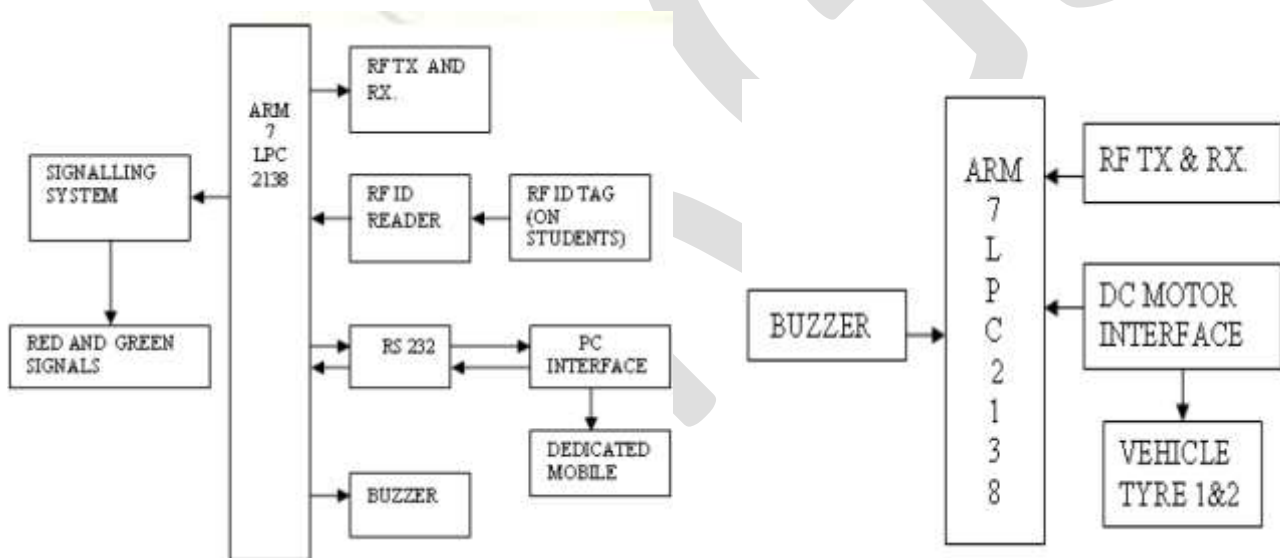 RF TX AND
RX.
ARM
7
LPC
2138
SIGNALLING
SYSTEM
RF ID
READER
RF ID TAG
(ON
STUDENTS)
RED AND GREEN
SIGNALS
RS 232
PC
INTERFACE
DEDICATED
MOBILE
BUZZER
ARM
7
L
P
C
2
1
3
8
RF TX & RX.
BUZZER
DC MOTOR
INTERFACE
VEHICLE
TYRE 1&2